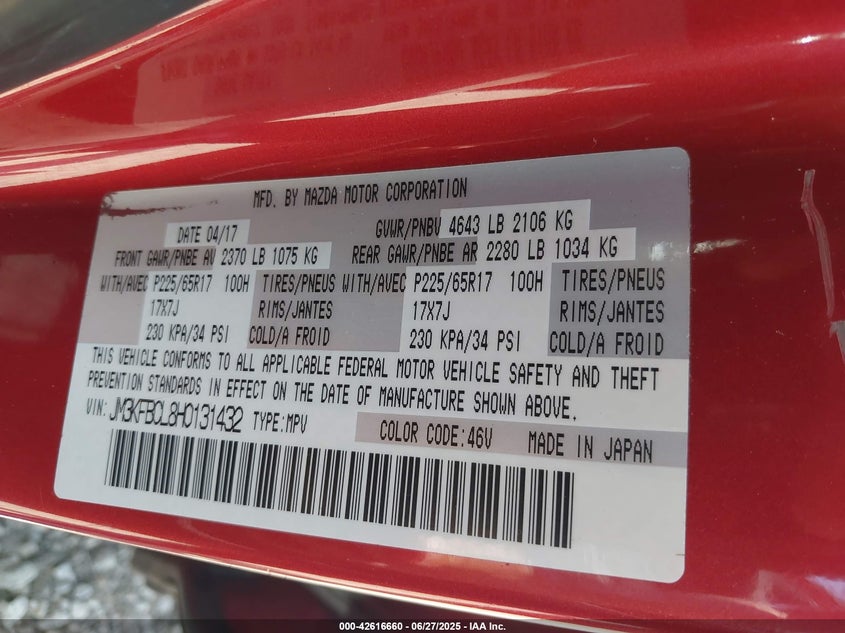 MFD. BY MAZDA MOTOR CORPORATION
DATE 04/17 GVWR/PNBV 4643 LB 2106 KG
FRONT GAWR/PNBE AV 2370 LB 1075 KG REAR GAWR/PNBE AR 2280 LB 1034 KG
WITH/AVEC P225/65R17 100H TIRES/PNEUS WITH/AVEC P225/65R17 100H TIRES/PNEUS
17X7J RIMS/JANTES 17X7J RIMS/JANTES
230 KPA/34 PSI COLD/A FROID 230 KPA/34 PSI COLD/A FROID
THIS VEHICLE CONFORMS TO ALL APPLICABLE FEDERAL MOTOR VEHICLE SAFETY AND THEFT
PREVENTION STANDARDS IN EFFECT ON THE DATE OF MANUFACTURE SHOWN ABOVE.
VIN: JM3KFBCL8H0131432 TYPE:MPV COLOR CODE:46V MADE IN JAPAN
000-42616660 - 06/27/2025 - IAA Inc.